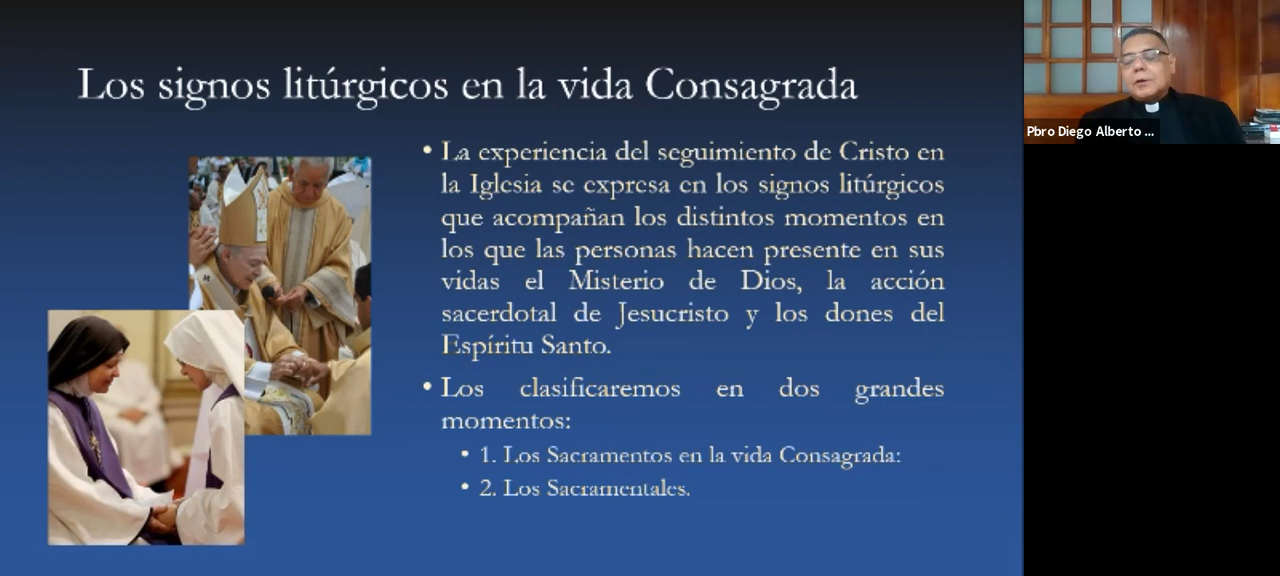 Los signos litúrgicos en la vida Consagrada
• La experiencia del seguimiento de Cristo en
la Iglesia se expresa en los signos litúrgicos
que acompañan los distintos momentos en
los que las personas hacen presente en sus
vidas el Misterio de Dios, la acción
sacerdotal de Jesucristo y los dones del
Espíritu Santo.
• Los clasificaremos en dos grandes
momentos:
• 1. Los Sacramentos en la vida Consagrada:
• 2. Los Sacramentales.
Pbro Diego Alberto ...